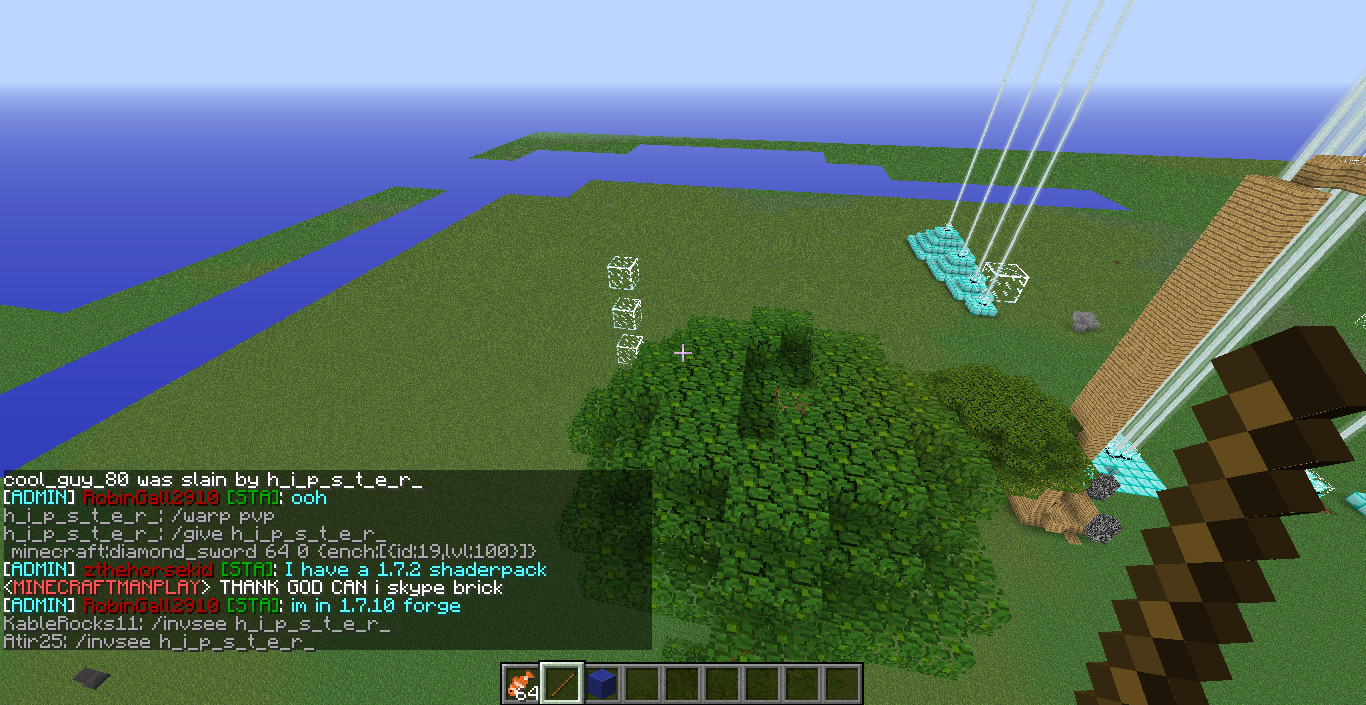 cool_guy_80 was slain by h_i_p_s_t_e_r_
[ADMIN] RobinGall2910 [STA]: ooh
h_i_p_s_t_e_r_: /warp pvp
h_i_p_s_t_e_r_: /give h_i_p_s_t_e_r_
minecraft:diamond_sword 64 0 {ench:[{id:19,lvl:100}]}
[ADMIN] zthehorsekid [STA]: I have a 1.7.2 shaderpack
<MINECRAFTMANPLAY> THANK GOD CAN i skype brick
[ADMIN] RobinGall2910 [STA]: im in 1.7.10 forge
KableRocks11: /invsee h_i_p_s_t_e_r_
Atir25: /invsee h_i_p_s_t_e_r_
64